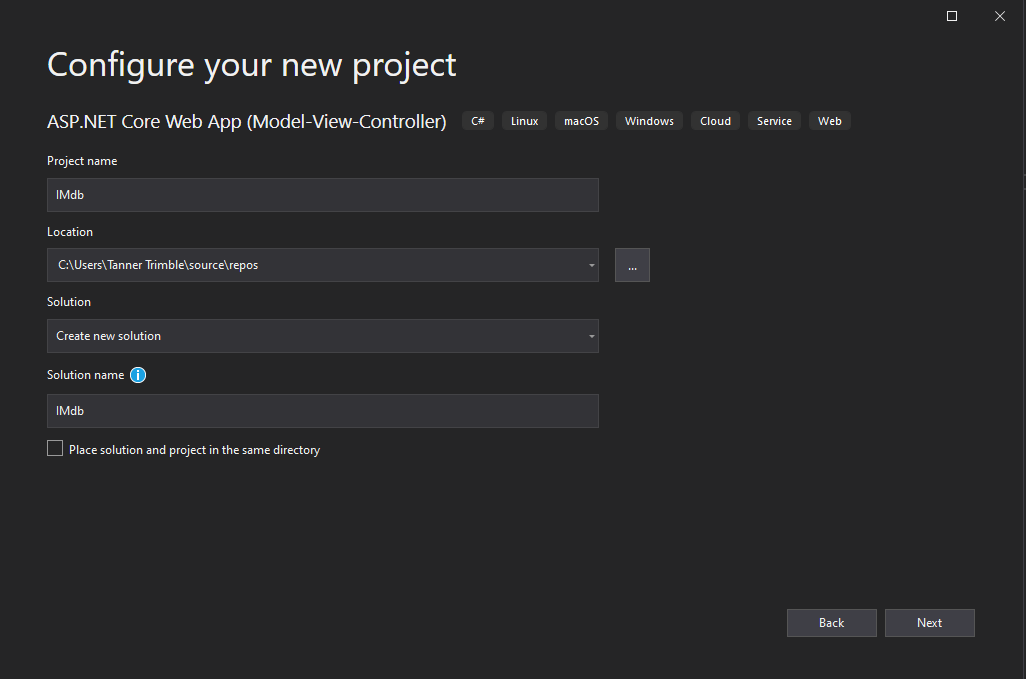 Configure your new project
ASP.NET Core Web App (Model-View-Controller) C# Linux macOS Windows Cloud Service Web
Project name
IMdb
Location
C:\Users\Tanner Trimble\source\repos
...
Solution
Create new solution
Solution name
IMdb
Place solution and project in the same directory
Back Next